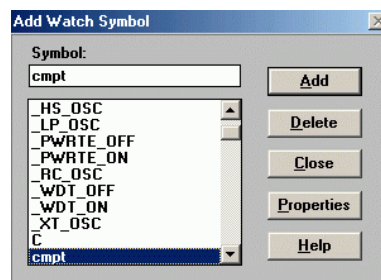 Add Watch Symbol
Symbol:
cmpt
_HS_OSC
_LP_OSC
_PWRTE_OFF
_PWRTE_ON
_RC_OSC
_WDT_OFF
_WDT_ON
_XT_OSC
C
cmpt
Add
Delete
Close
Properties
Help